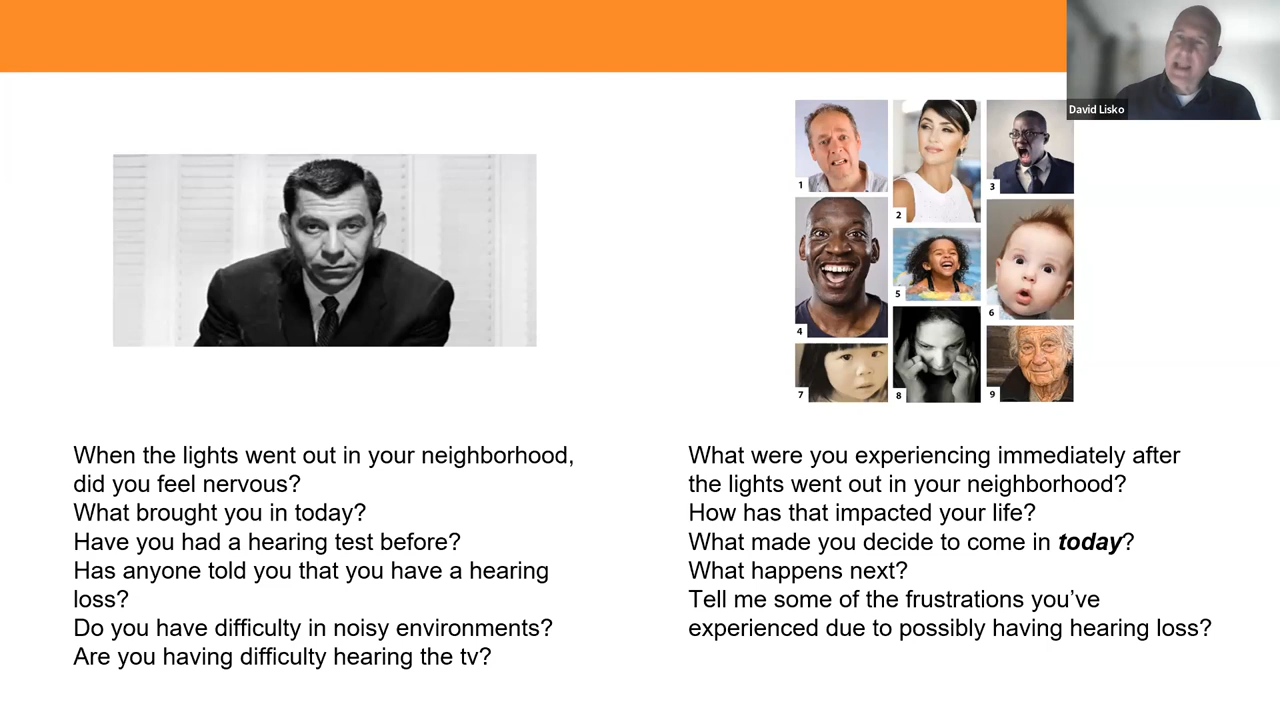 David Lisko
1
2
3
4
5
6
7
8
9
When the lights went out in your neighborhood,
did you feel nervous?
What brought you in today?
Have you had a hearing test before?
Has anyone told you that you have a hearing
loss?
Do you have difficulty in noisy environments?
Are you having difficulty hearing the tv?
What were you experiencing immediately after
the lights went out in your neighborhood?
How has that impacted your life?
What made you decide to come in today?
What happens next?
Tell me some of the frustrations you’ve
experienced due to possibly having hearing loss?